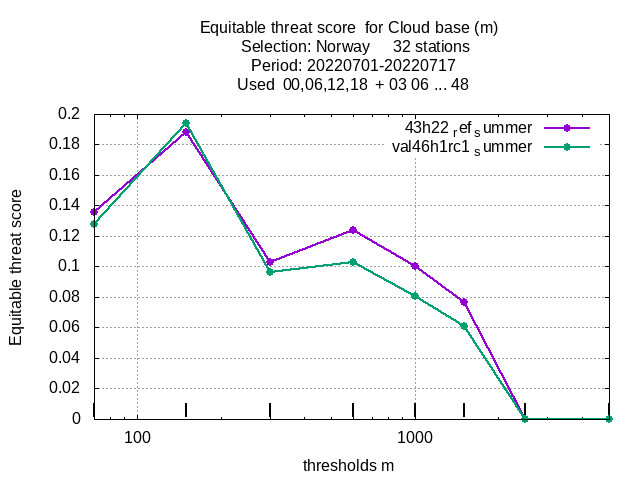 Equitable threat score  for Cloud base (m)
Selection: Norway     32 stations
Period: 20220701-20220717
Used  00,06,12,18  + 03 06 ... 48
43h22_ref_summer
val46h1rc1_summer
Equitable threat score
0.2
0.18
0.16
0.14
0.12
0.1
0.08
0.06
0.04
0.02
0
100 1000
thresholds m